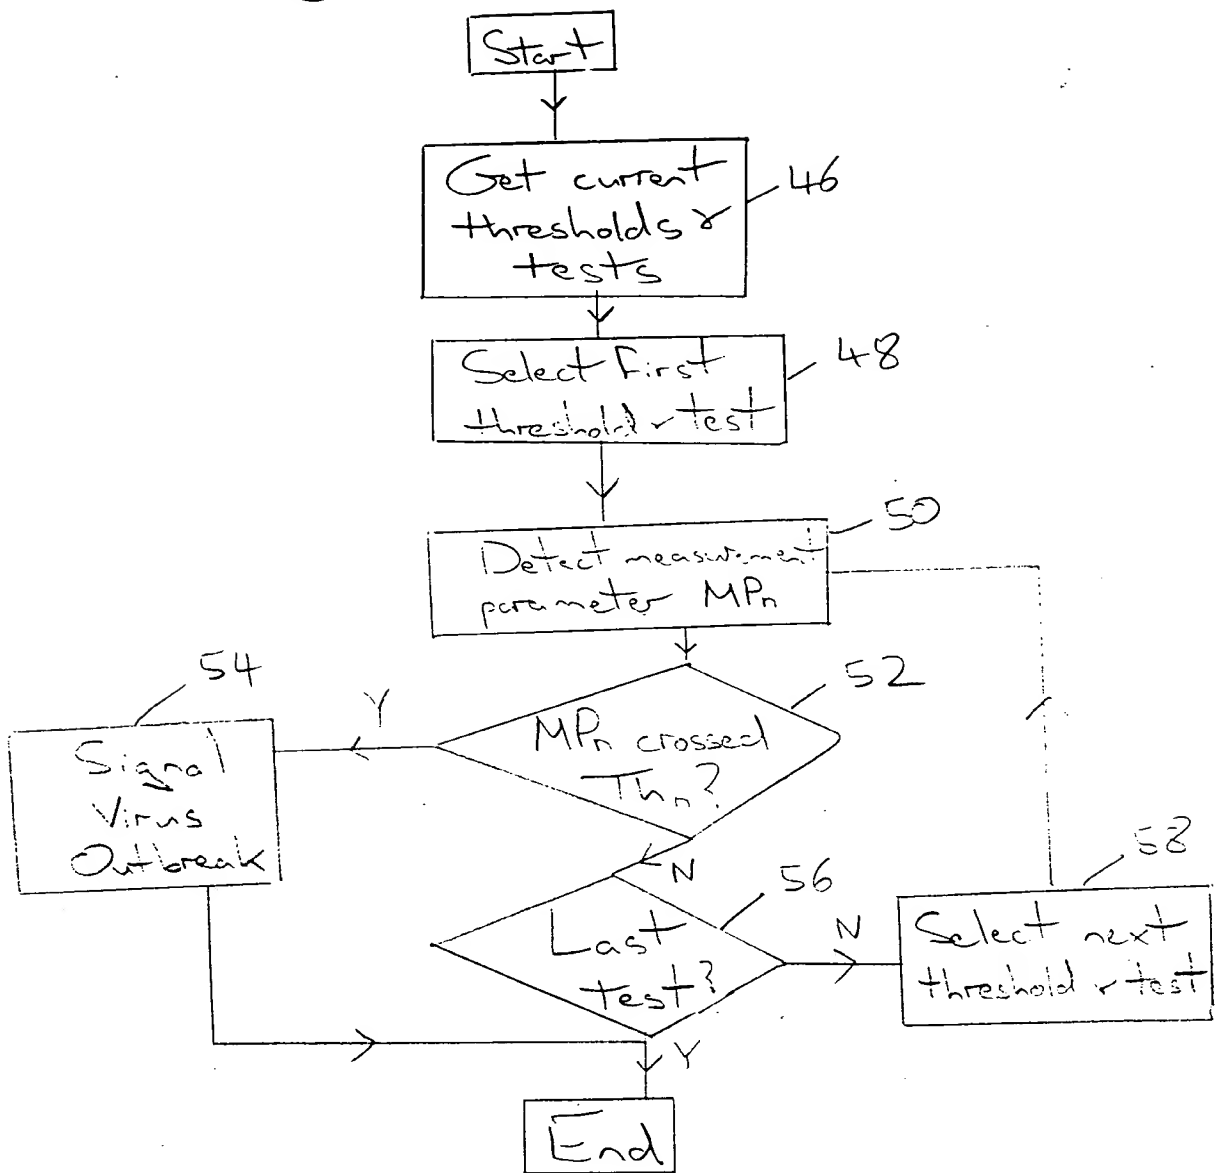 Start
Get current
thresholds &
tests
46
Select First
threshold & test
48
Detect measurement
parameter MPn
50
MPn crossed
Thn?
52
Y
54
Signal
Virus
Outbreak
N
Last
test?
56
N
58
Select next
threshold & test
Y
End